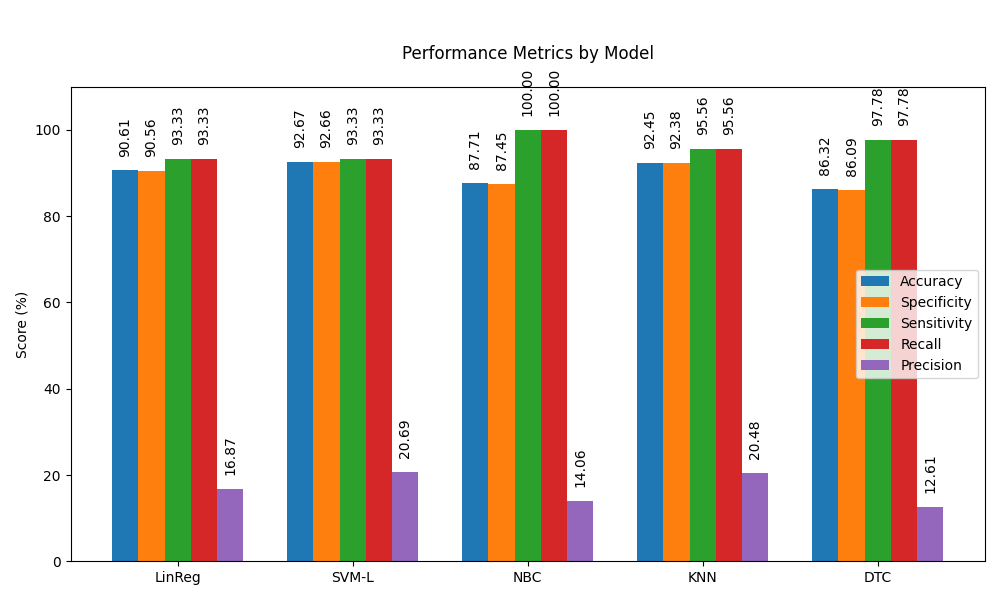 Performance Metrics by Model
Score (%)
100
80
60
40
20
0
90.61
90.56
93.33
93.33
16.87
92.67
92.66
93.33
93.33
20.69
87.71
87.45
100.00
100.00
14.06
92.45
92.38
95.56
95.56
20.48
86.32
86.09
97.78
97.78
12.61
Accuracy
Specificity
Sensitivity
Recall
Precision
LinReg
SVM-L
NBC
KNN
DTC